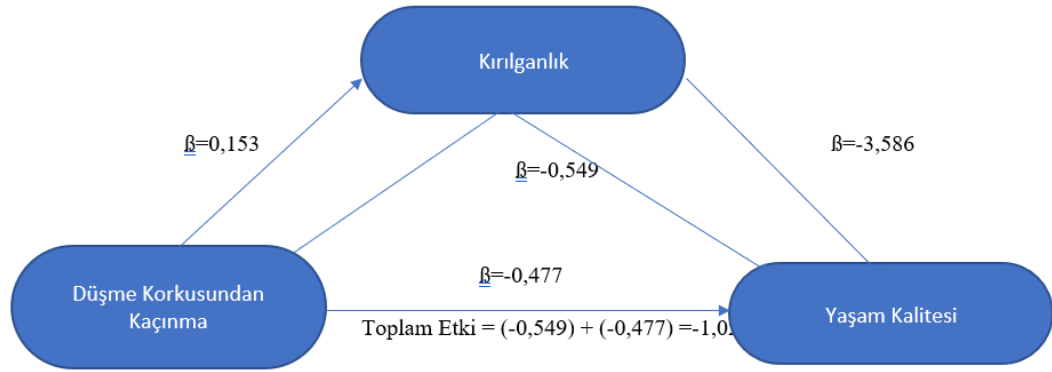 Kırılganlık
ß=0,153
ß=-3,586
ß=-0,549
Düşme Korkusundan
Kaçınma
ß=-0,477
Toplam Etki = (-0,549) + (-0,477) =-1,02
Yaşam Kalitesi